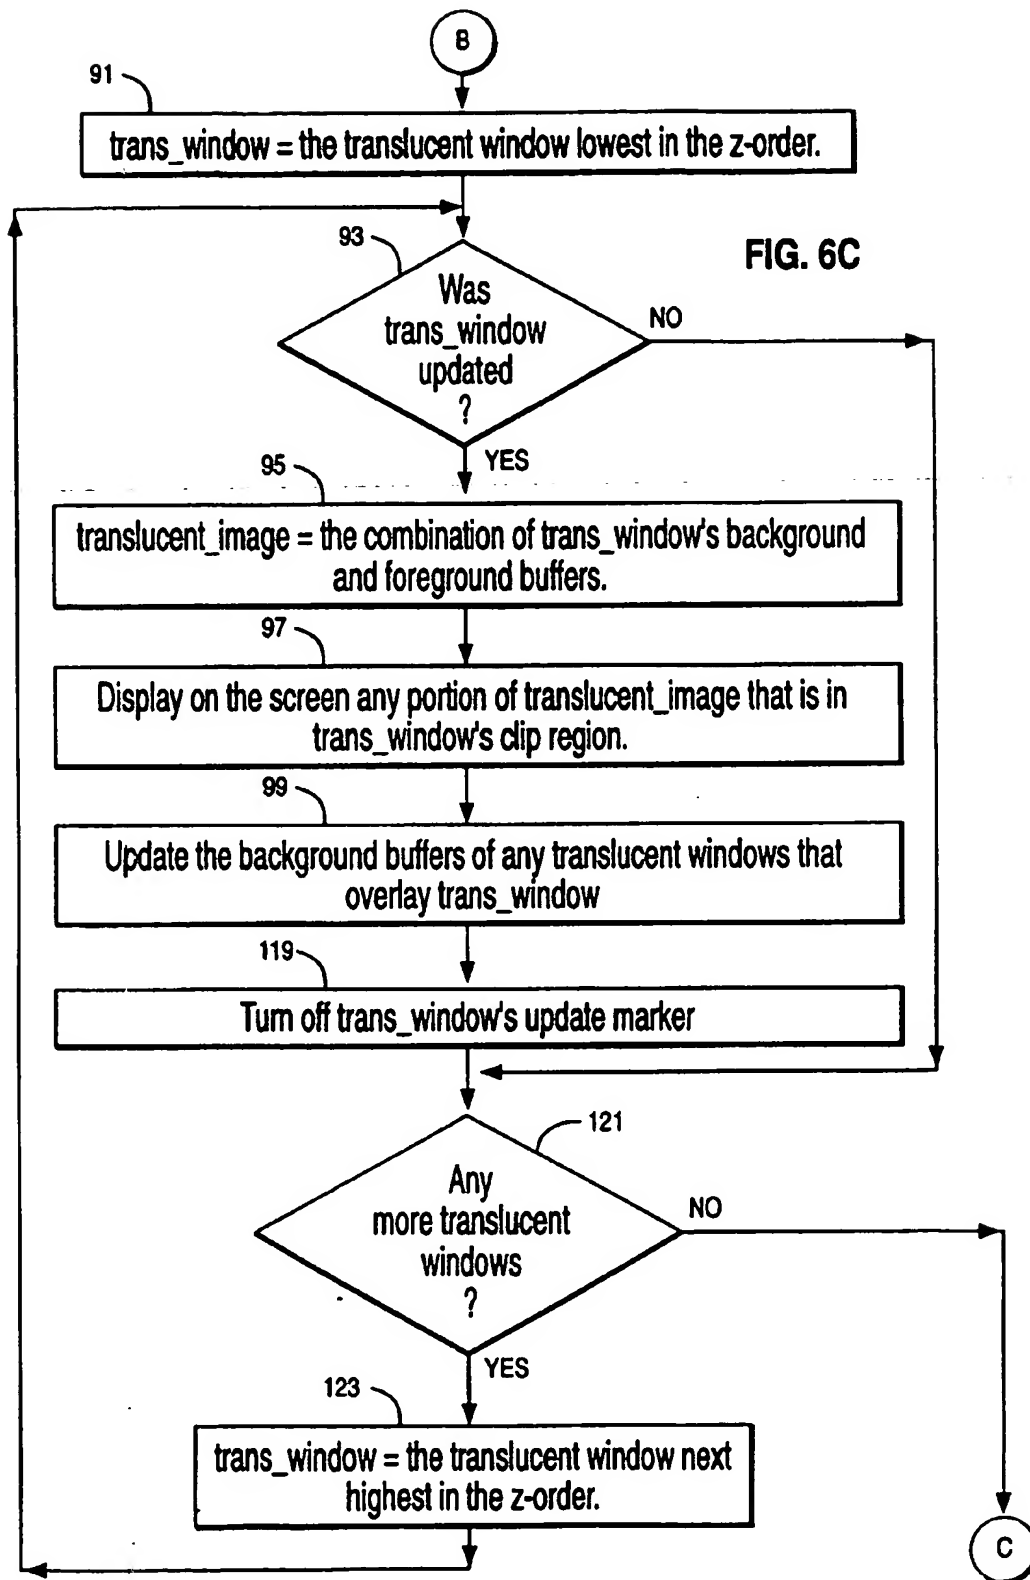 B
91
trans_window = the translucent window lowest in the z-order.
93
FIG. 6C
Was
trans_window
updated
?
NO
YES
95
translucent_image = the combination of trans_window's background
and foreground buffers.
97
Display on the screen any portion of translucent_image that is in
trans_window's clip region.
99
Update the background buffers of any translucent windows that
overlay trans_window
119
Turn off trans_window's update marker
121
Any
more translucent
windows
?
NO
YES
123
trans_window = the translucent window next
highest in the z-order.
C